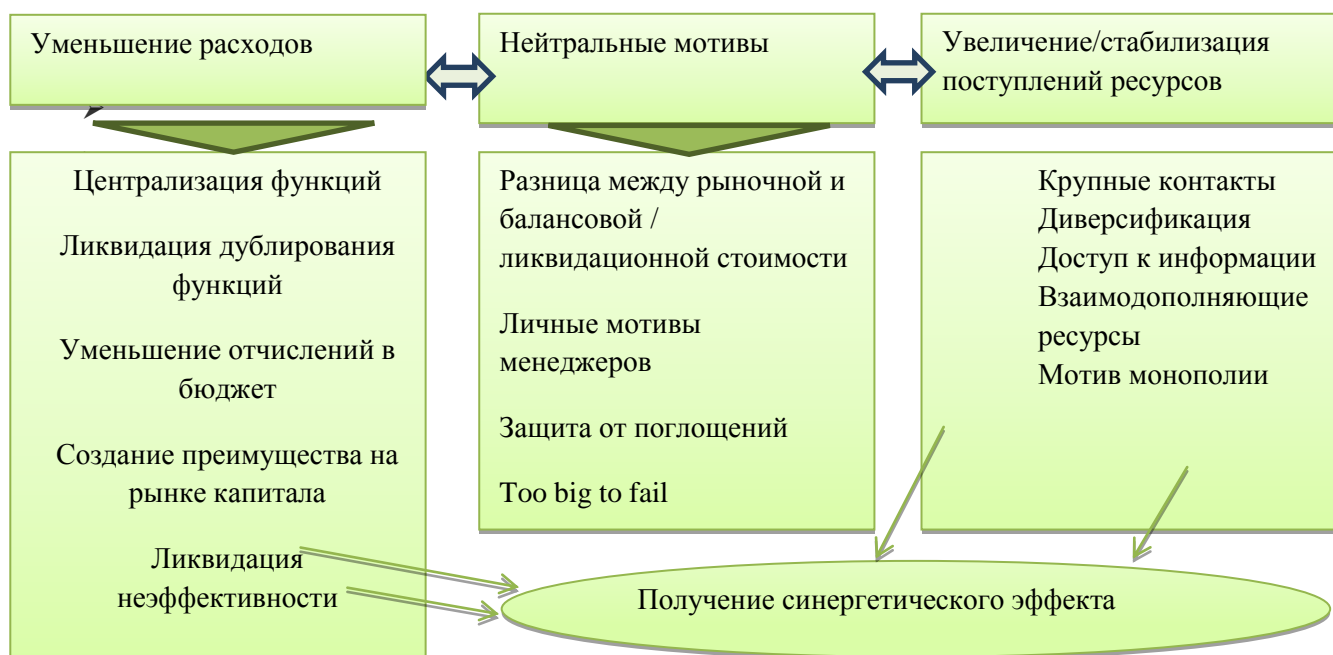 Уменьшение расходов
Нейтральные мотивы
Увеличение/стабилизация
поступлений ресурсов
Централизация функций
Ликвидация дублирования
функций
Уменьшение отчислений в
бюджет
Создание преимущества на
рынке капитала
Ликвидация
неэффективности
Разница между рыночной и
балансовой /
ликвидационной стоимости
Личные мотивы
менеджеров
Защита от поглощений
Too big to fail
Крупные контакты
Диверсификация
Доступ к информации
Взаимодополняющие
ресурсы
Мотив монополии
Получение синергетического эффекта